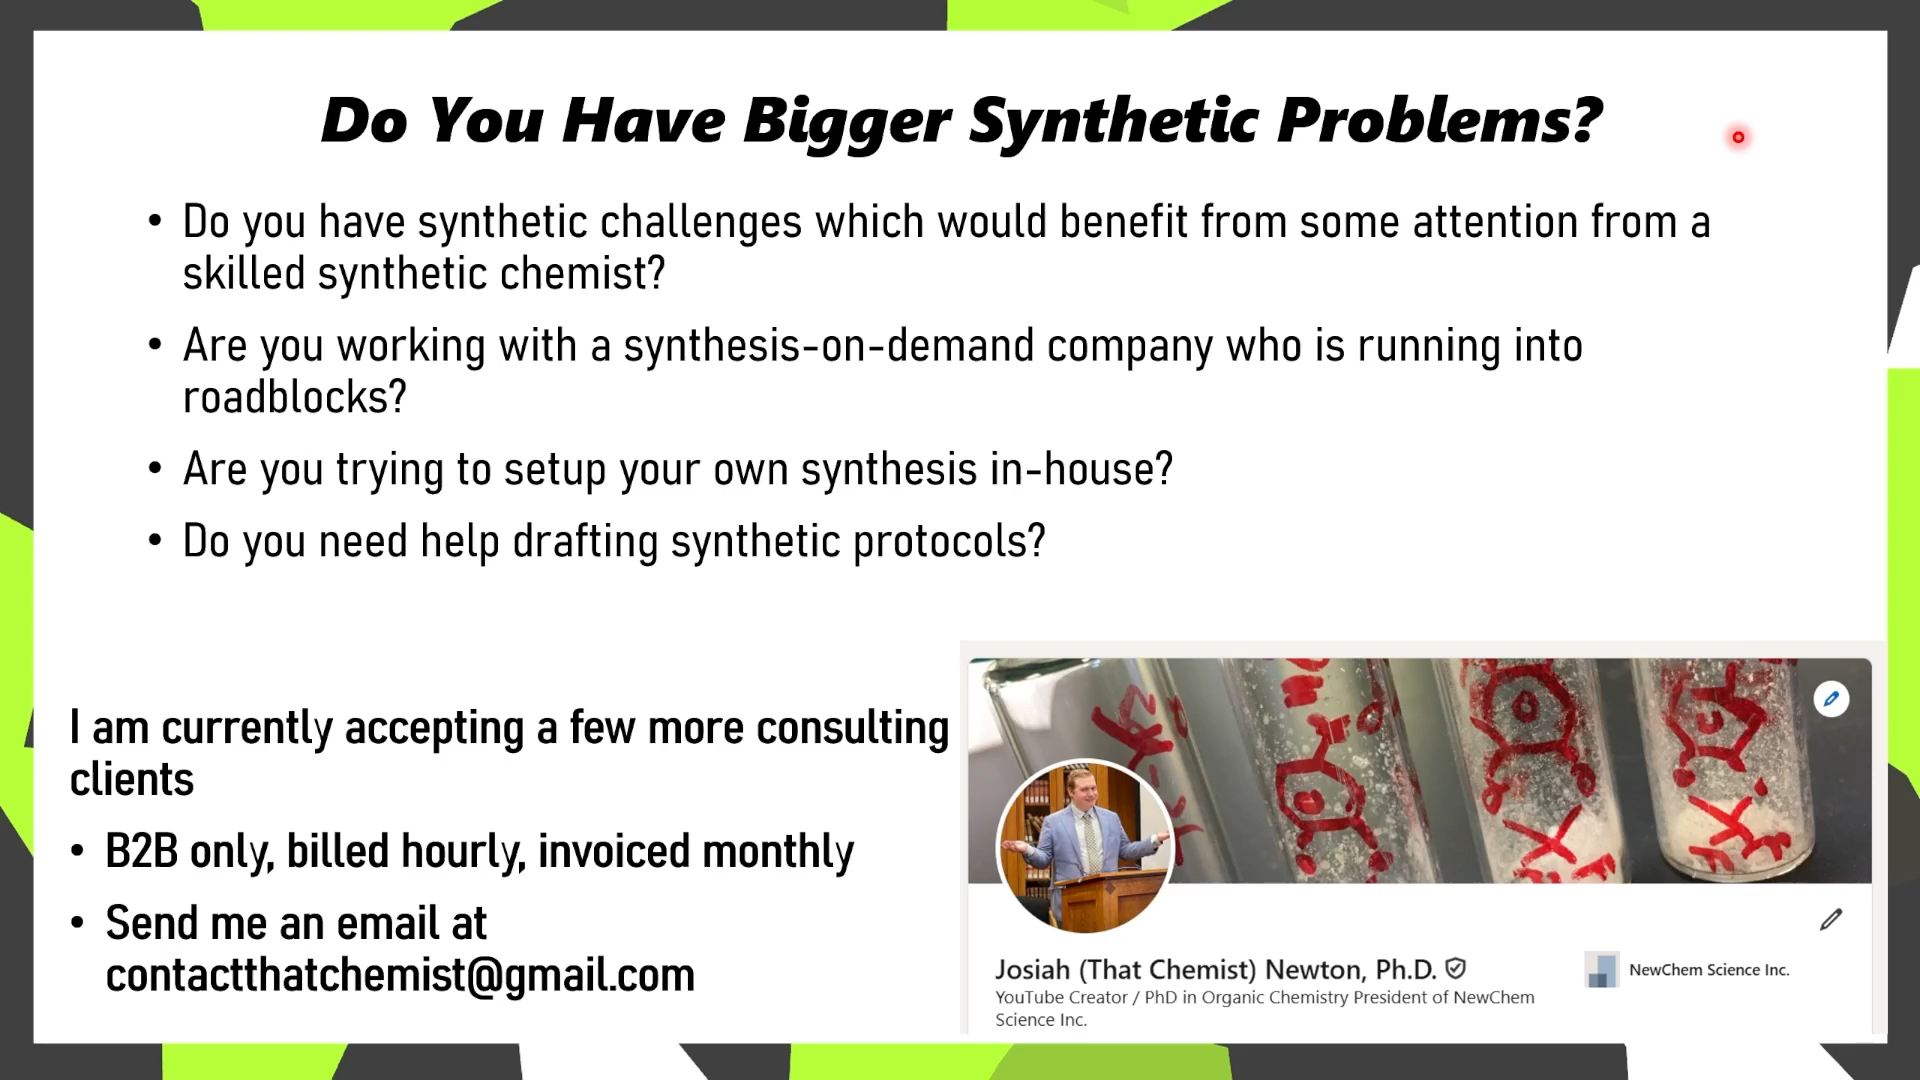 Do You Have Bigger Synthetic Problems?
• Do you have synthetic challenges which would benefit from some attention from a
skilled synthetic chemist?
• Are you working with a synthesis-on-demand company who is running into
roadblocks?
• Are you trying to setup your own synthesis in-house?
• Do you need help drafting synthetic protocols?
I am currently accepting a few more consulting
clients
• B2B only, billed hourly, invoiced monthly
• Send me an email at
contactthatchemist@gmail.com
Josiah (That Chemist) Newton, Ph.D.
YouTube Creator / PhD in Organic Chemistry President of NewChem
Science Inc.
NewChem Science Inc.